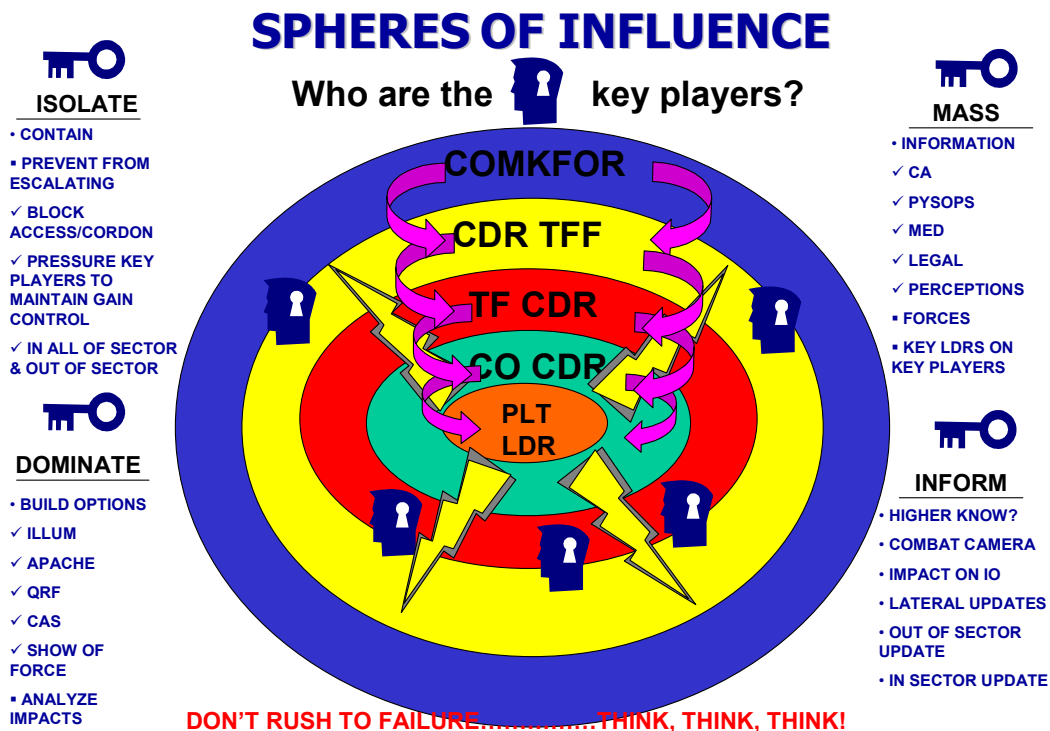 SPHERES OF INFLUENCE
Who are the key players?
ISOLATE
• CONTAIN
▪ PREVENT FROM
ESCALATING
✓ BLOCK
ACCESS/CORDON
✓ PRESSURE KEY
PLAYERS TO
MAINTAIN GAIN
CONTROL
✓ IN ALL OF SECTOR
& OUT OF SECTOR
DOMINATE
• BUILD OPTIONS
✓ ILLUM
✓ APACHE
✓ QRF
✓ CAS
✓ SHOW OF
FORCE
▪ ANALYZE
IMPACTS
COMKFOR
CDR TFF
TF CDR
CO CDR
PLT
LDR
MASS
• INFORMATION
✓ CA
✓ PYSOPS
✓ MED
✓ LEGAL
✓ PERCEPTIONS
▪ FORCES
▪ KEY LDRS ON
KEY PLAYERS
INFORM
• HIGHER KNOW?
• COMBAT CAMERA
• IMPACT ON IO
• LATERAL UPDATES
• OUT OF SECTOR
UPDATE
• IN SECTOR UPDATE
DON'T RUSH TO FAILURE...............THINK, THINK, THINK!